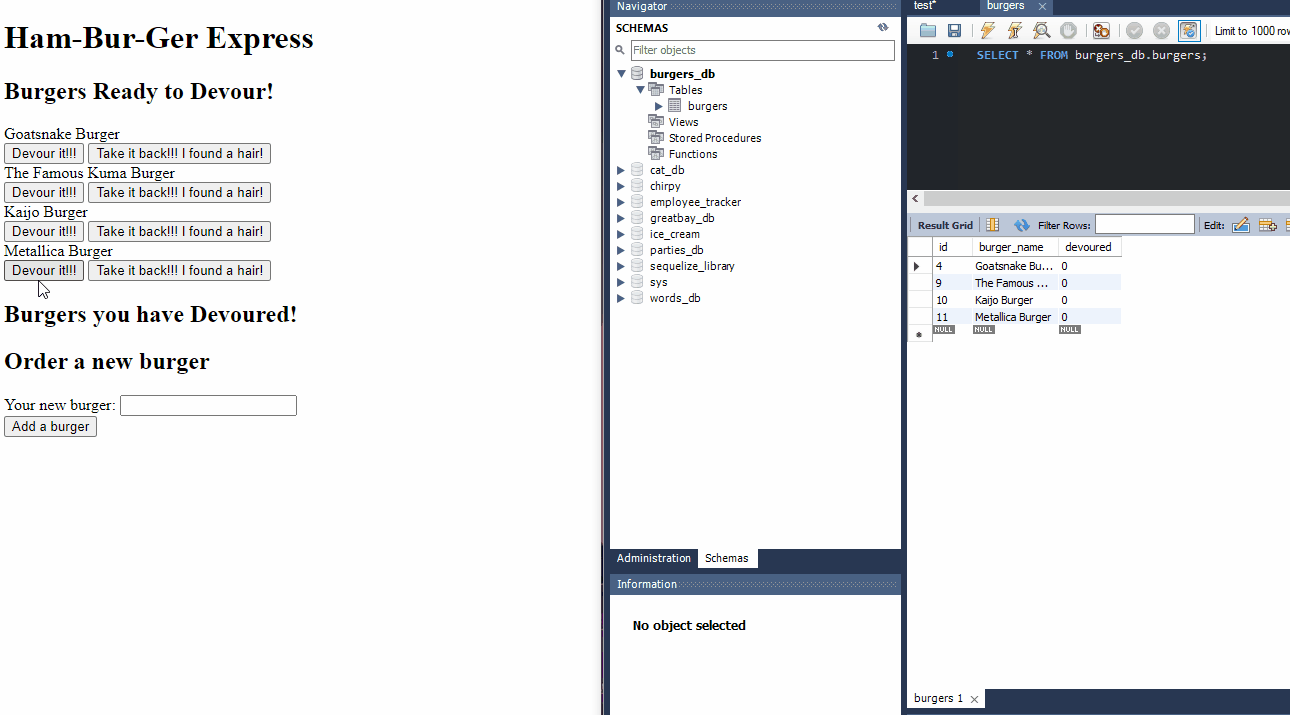 Ham-Bur-Ger Express
Burgers Ready to Devour!
Goatsnake Burger
Devour it!!! Take it back!!! I found a hair!
The Famous Kuma Burger
Devour it!!! Take it back!!! I found a hair!
Kaijo Burger
Devour it!!! Take it back!!! I found a hair!
Metallica Burger
Devour it!!! Take it back!!! I found a hair!
Burgers you have Devoured!
Order a new burger
Your new burger:
Add a burger
Navigator
SCHEMAS
Filter objects
burgers_db
Tables
burgers
Views
Stored Procedures
Functions
cat_db
chirpy
employee_tracker
greatbay_db
ice_cream
parties_db
sequelize_library
sys
words_db
Administration Schemas
Information
No object selected
test* burgers
Limit to 1000 row
1 SELECT * FROM burgers_db.burgers;
Result Grid Filter Rows: Edit:
id burger_name devoured
4 Goatsnake Bu... 0
9 The Famous ... 0
10 Kaijo Burger 0
11 Metallica Burger 0
NULL NULL NULL
burgers 1